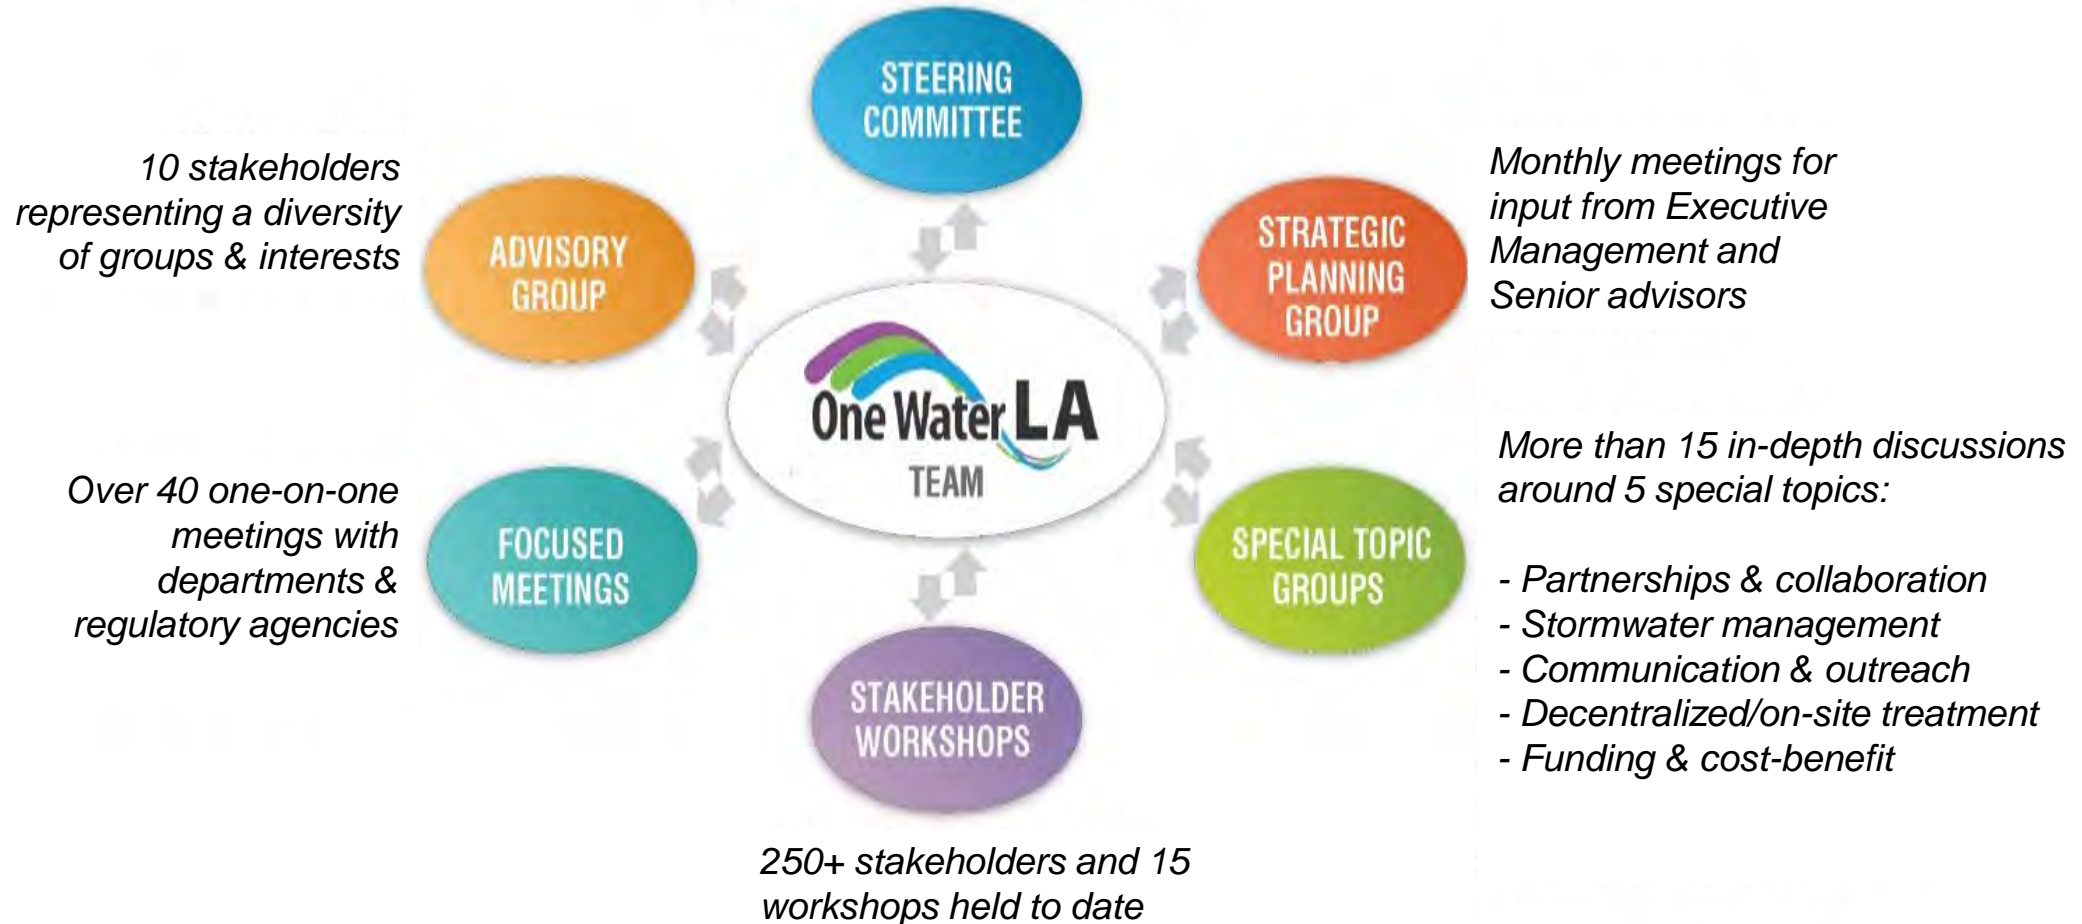 STEERING
COMMITTEE
10 stakeholders
representing a diversity
of groups & interests
ADVISORY
GROUP
STRATEGIC
PLANNING
GROUP
Monthly meetings for
input from Executive
Management and
Senior advisors
One Water LA
TEAM
Over 40 one-on-one
meetings with
departments &
regulatory agencies
FOCUSED
MEETINGS
SPECIAL TOPIC
GROUPS
More than 15 in-depth discussions
around 5 special topics:
- Partnerships & collaboration
- Stormwater management
- Communication & outreach
- Decentralized/on-site treatment
- Funding & cost-benefit
STAKEHOLDER
WORKSHOPS
250+ stakeholders and 15
workshops held to date